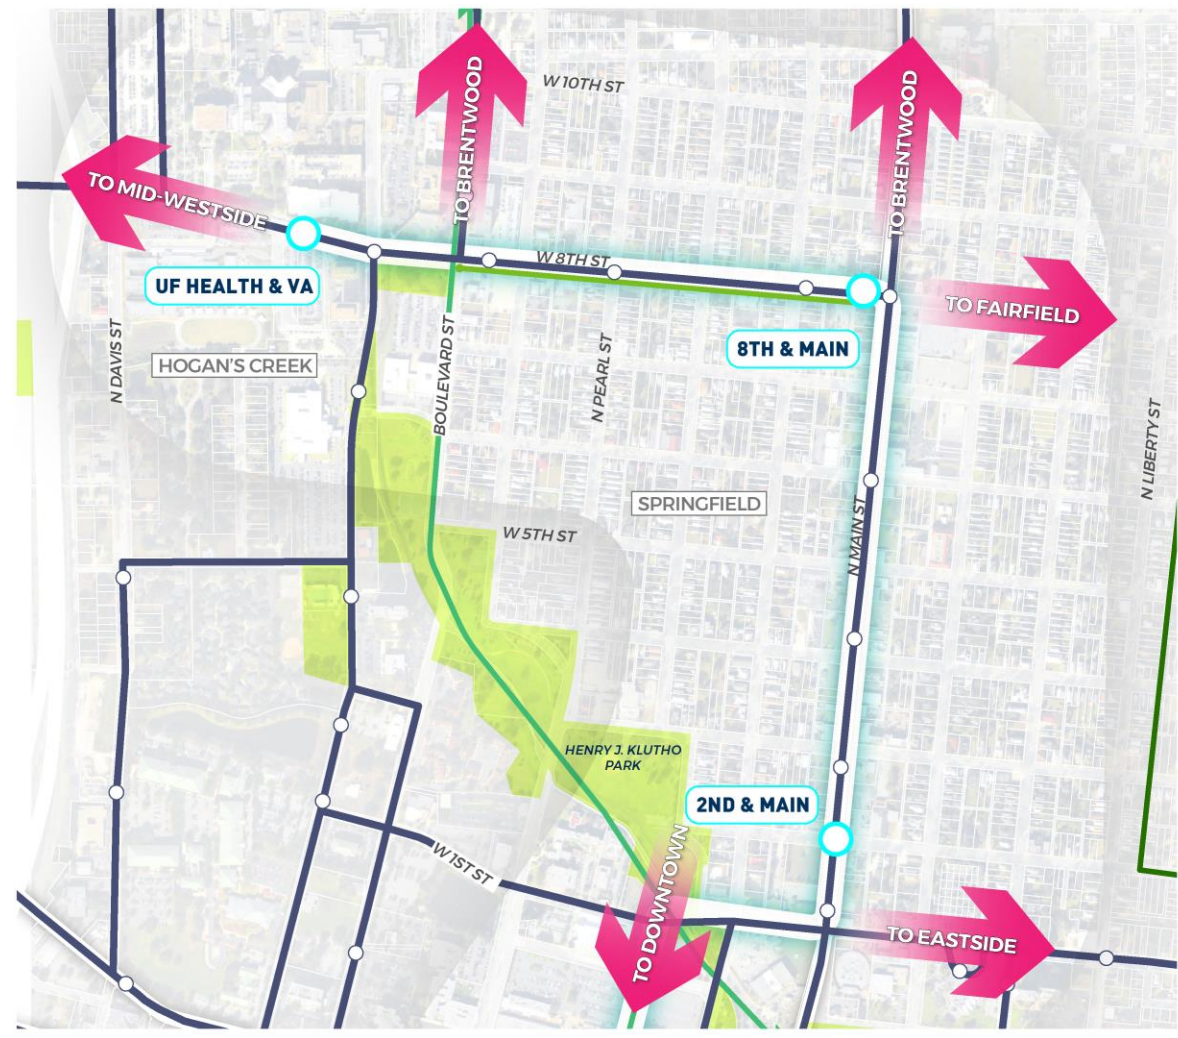 W 10TH ST
TO BRENTWOOD
TO BRENTWOOD
TO MID-WESTSIDE
W 8TH ST
UF HEALTH & VA
TO FAIRFIELD
8TH & MAIN
N DAVIS ST
HOGAN'S CREEK
BOULEVARD ST
N PEARL ST
N LIBERTY ST
SPRINGFIELD
W 5TH ST
N MAIN ST
HENRY J. KLUTHO
PARK
2ND & MAIN
W 1ST ST
TO DOWNTOWN
TO EASTSIDE